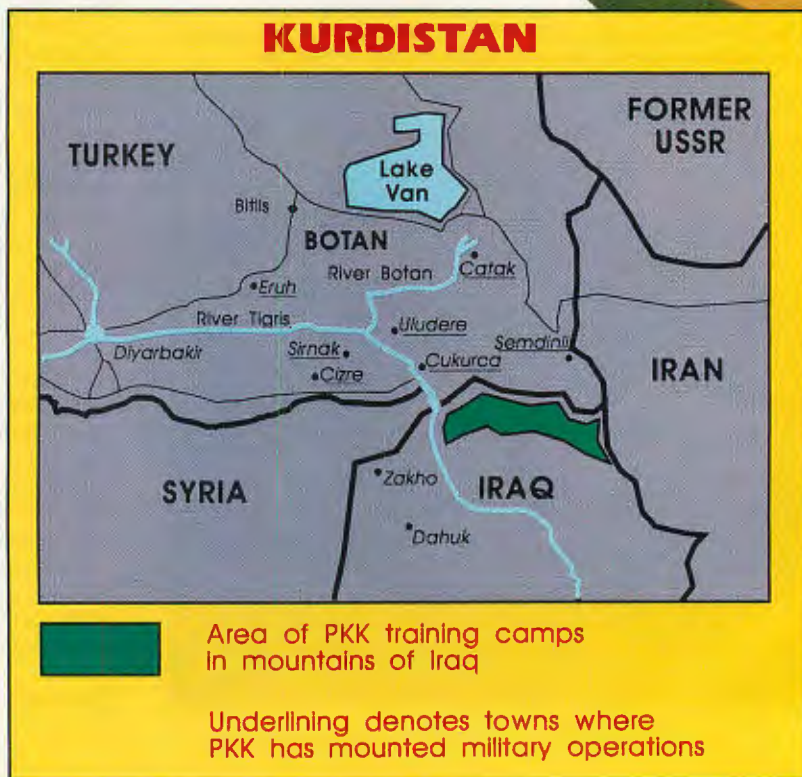 KURDISTAN
TURKEY
FORMER
USSR
Lake
Van
Bitlis
BOTAN
River Botan
Catak
Eruh
River Tigris
Uludere
Diyarbakir
Sirnak
Semdinli
Cizre
Cukurca
IRAN
SYRIA
Zakho
IRAQ
Dahuk
Area of PKK training camps
in mountains of Iraq
Underlining denotes towns where
PKK has mounted military operations